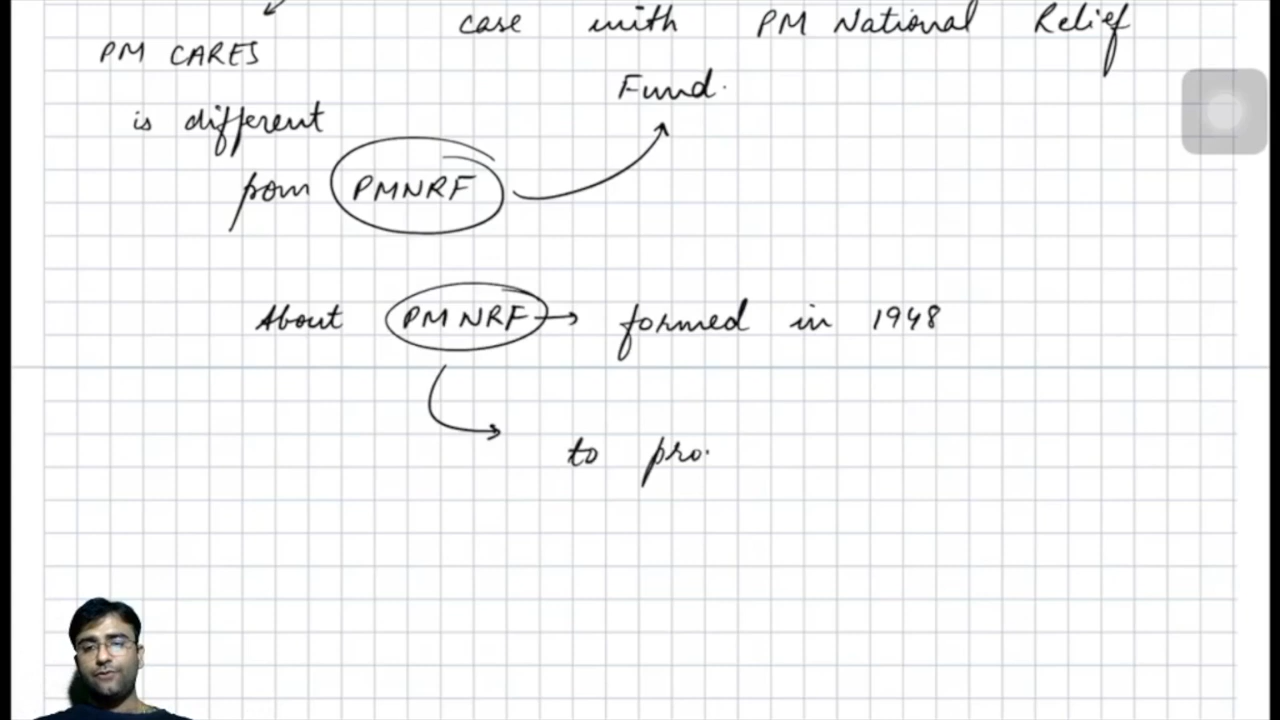 case with PM National Relief
Fund.
PM CARES
is different
from PMNRF
About PMNRF → formed in 1948
to pro.